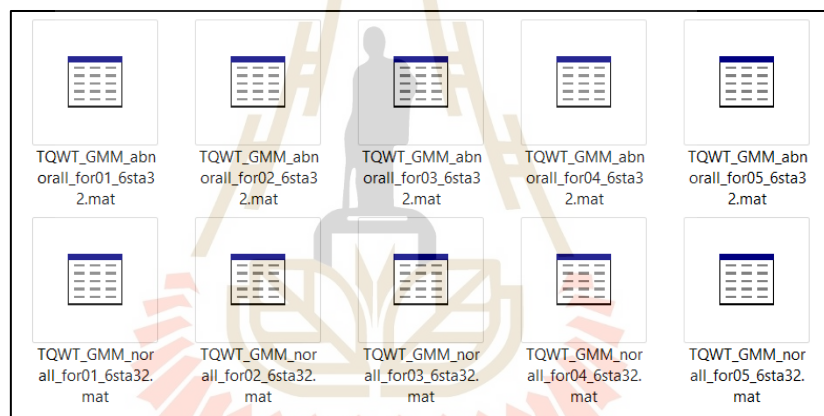 TQWT_GMM_abn
orall_for01_6sta3
2.mat
TQWT_GMM_abn
orall_for02_6sta3
2.mat
TQWT_GMM_abn
orall_for03_6sta3
2.mat
TQWT_GMM_abn
orall_for04_6sta3
2.mat
TQWT_GMM_abn
orall_for05_6sta3
2.mat
TQWT_GMM_nor
all_for01_6sta32.
mat
TQWT_GMM_nor
all_for02_6sta32.
mat
TQWT_GMM_nor
all_for03_6sta32.
mat
TQWT_GMM_nor
all_for04_6sta32.
mat
TQWT_GMM_nor
all_for05_6sta32.
mat